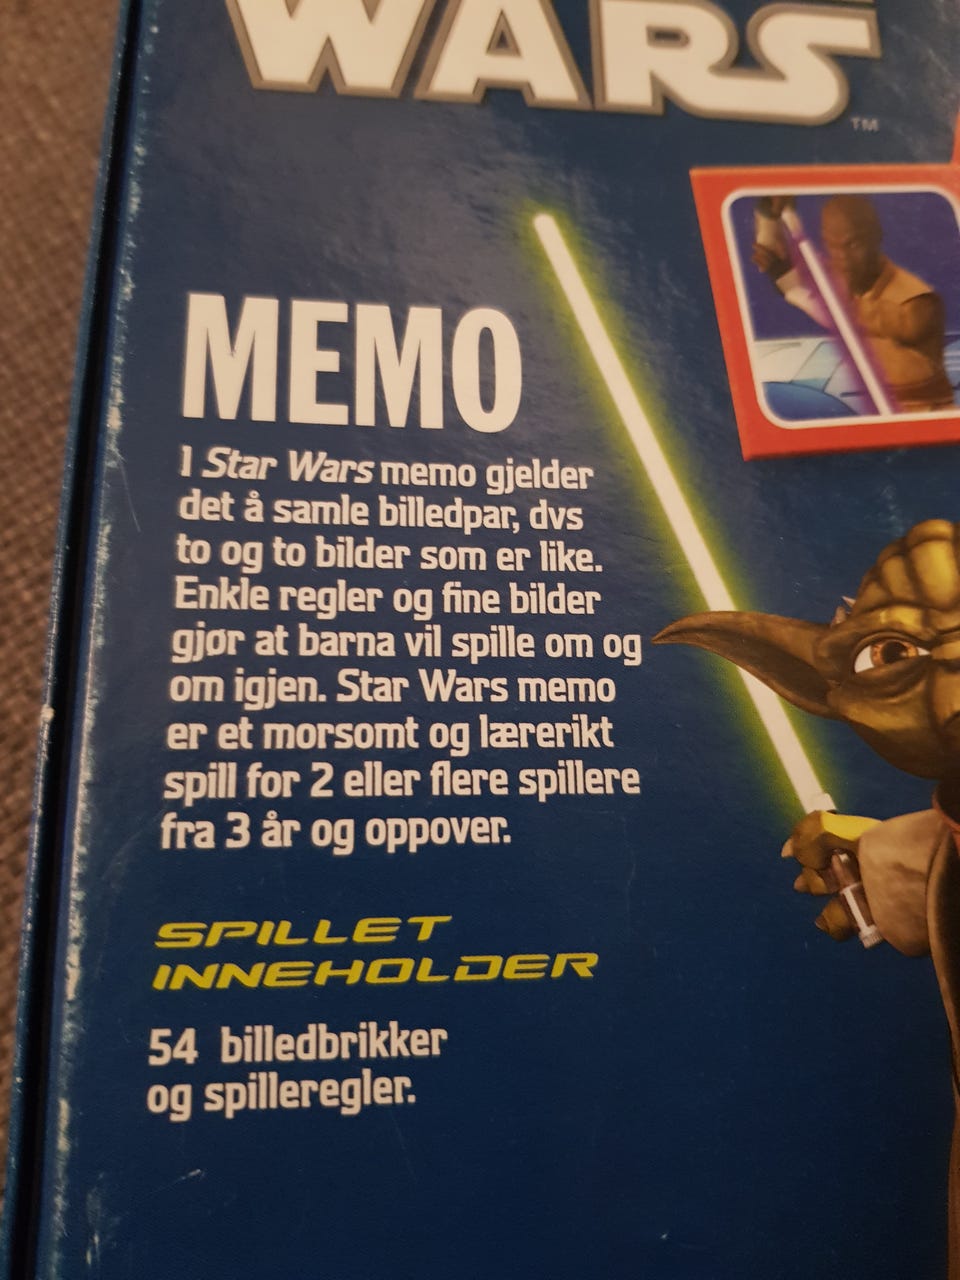 WARS
TM
MEMO
I Star Wars memo gjelder
det å samle billedpar, dvs
to og to bilder som er like.
Enkle regler og fine bilder
gjør at barna vil spille om og
om igjen. Star Wars memo
er et morsomt og lærerikt
spill for 2 eller flere spillere
fra 3 år og oppover.
SPILLET
INNEHOLDER
54 billedbrikker
og spilleregler.